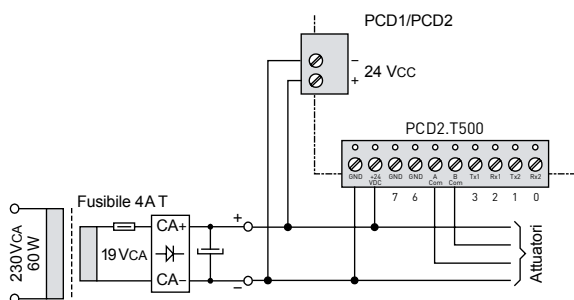 PCD1/PCD2
–
24 VCC
+
PCD2.T500
GND +24 VDC GND GND A Com B Com Tx1 Rx1 Tx2 Rx2
7 6 3 2 1 0
Fusibile 4A T
230VCA
60W
19VCA
CA+
CA–
+
–
Attuatori